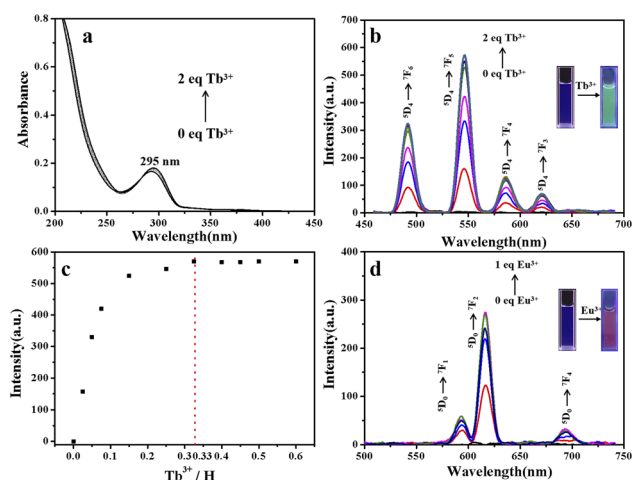 a
0.8
0.6
0.4
0.2
0.0
Absorbance
2 eq Tb³⁺
0 eq Tb³⁺
295 nm
200 250 300 350 400 450
Wavelength(nm)
b
700
600
500
400
300
200
100
0
Intensity(a.u.)
2 eq Tb³⁺
0 eq Tb³⁺
⁵D₄ ⁷F₆
⁵D₄ ⁷F₅
⁵D₄ ⁷F₄
⁵D₄ ⁷F₃
Tb³⁺
450 500 550 600 650 700
Wavelength(nm)
c
600
500
400
300
200
100
0
Intensity(a.u.)
0.0 0.1 0.2 0.30 0.33 0.4 0.5 0.6
Tb³⁺ / H
d
400
300
200
100
0
Intensity(a.u.)
1 eq Eu³⁺
0 eq Eu³⁺
⁵D₀ ⁷F₁
⁵D₀ ⁷F₂
⁵D₀ ⁷F₄
Eu³⁺
500 550 600 650 700 750
Wavelength(nm)